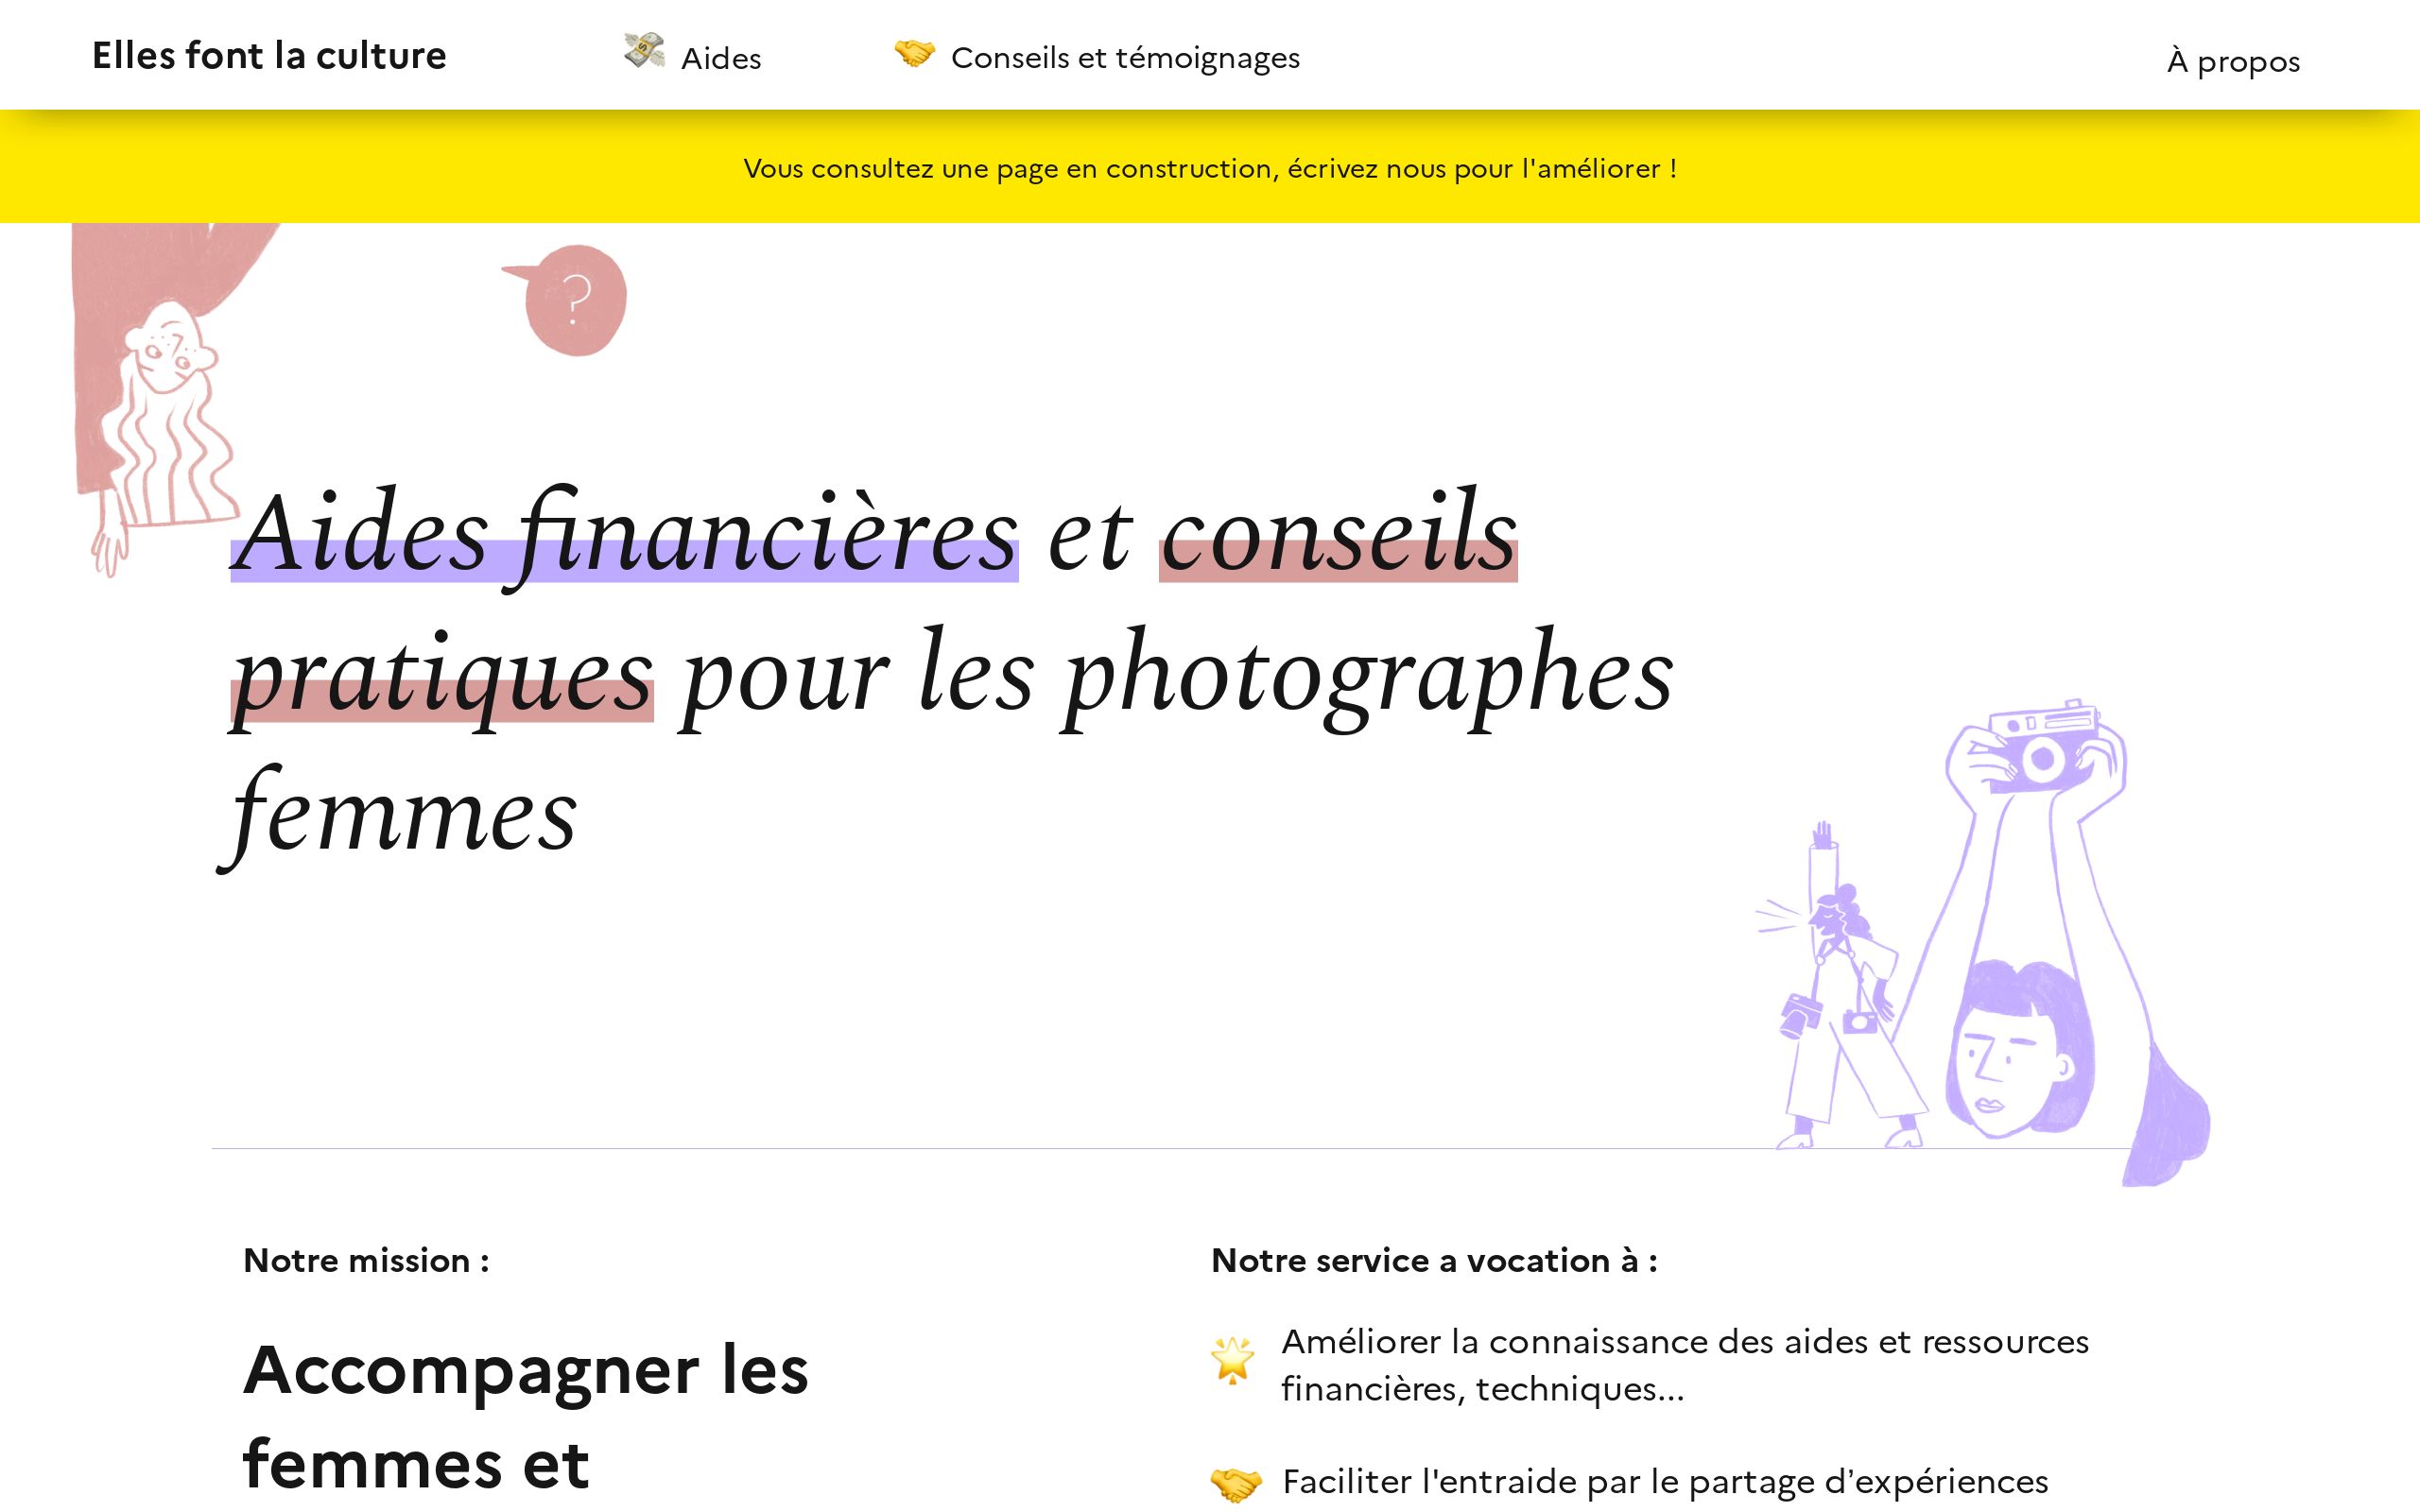 Elles font la culture
Aides
Conseils et témoignages
À propos
Vous consultez une page en construction, écrivez nous pour l'améliorer !
?
Aides financières et conseils
pratiques pour les photographes
femmes
Notre mission :
Accompagner les
femmes et
Notre service a vocation à :
Améliorer la connaissance des aides et ressources
financières, techniques...
Faciliter l'entraide par le partage d’expériences